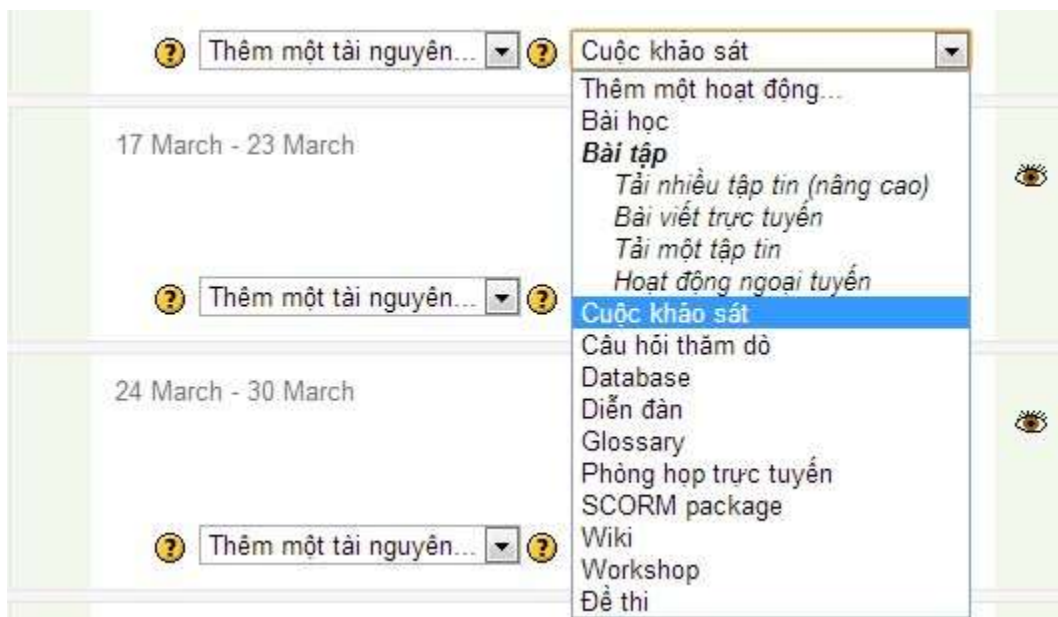 Thêm một tài nguyên... Cuộc khảo sát
Thêm một hoạt động...
Bài học
17 March - 23 March
Bài tập
Tải nhiều tập tin (nâng cao)
Bài viết trực tuyến
Tải một tập tin
Hoạt động ngoại tuyến
Thêm một tài nguyên...
Cuộc khảo sát
Câu hỏi thăm dò
Database
24 March - 30 March
Diễn đàn
Glossary
Phòng họp trực tuyến
SCORM package
Wiki
Thêm một tài nguyên...
Workshop
Đề thi